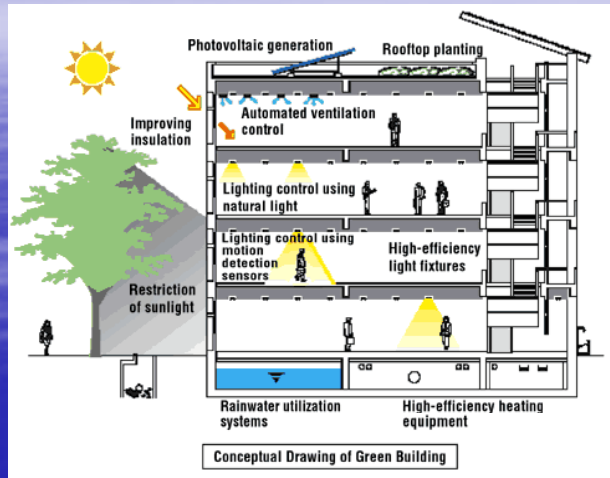 Photovoltaic generation
Rooftop planting
Improving
insulation
Automated ventilation
control
Lighting control using
natural light
Lighting control using
motion
detection
sensors
High-efficiency
light fixtures
Restriction
of sunlight
Rainwater utilization
systems
High-efficiency heating
equipment
Conceptual Drawing of Green Building